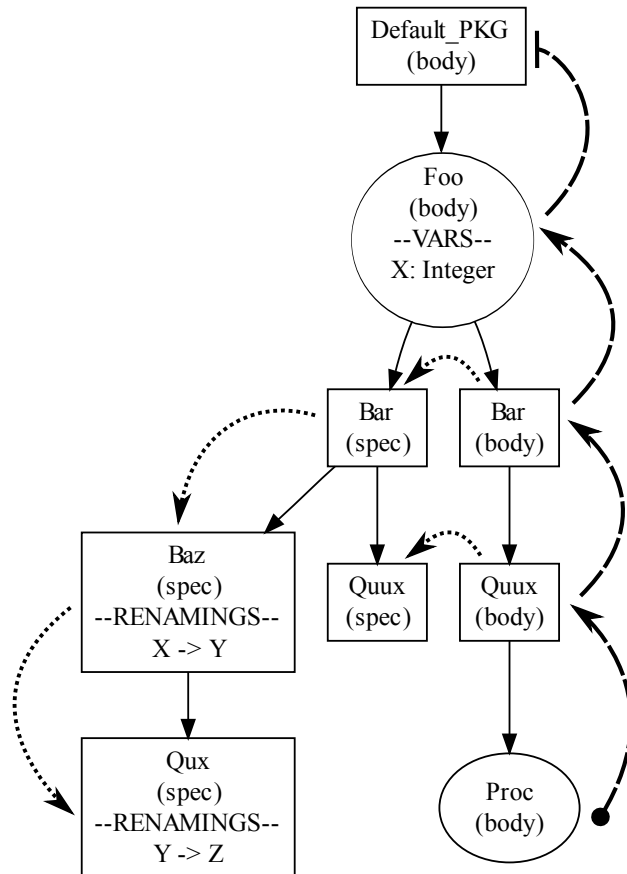 Default_PKG
(body)
Foo
(body)
--VARS--
X: Integer
Bar
(spec)
Bar
(body)
Baz
(spec)
--RENAMINGS--
X -> Y
Quux
(spec)
Quux
(body)
Qux
(spec)
--RENAMINGS--
Y -> Z
Proc
(body)